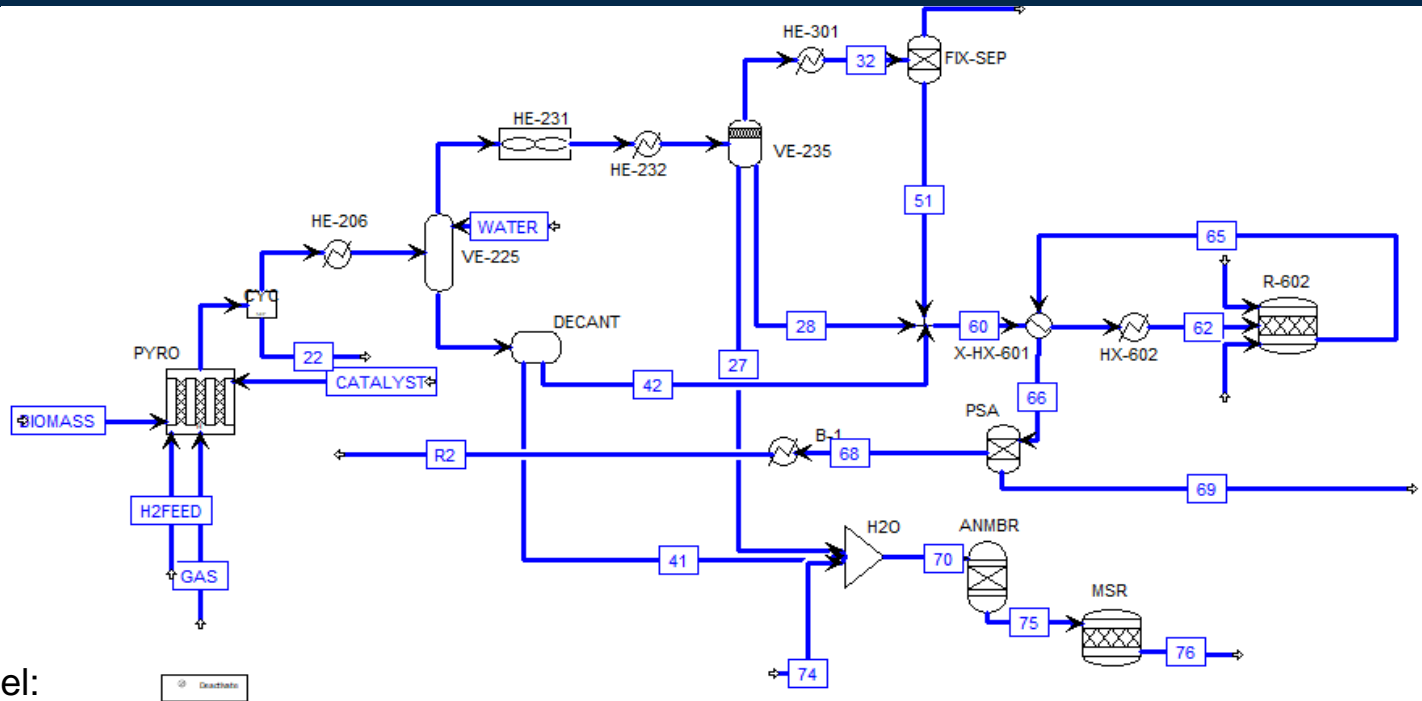 HE-301
32
FIX-SEP
HE-231
HE-232
VE-235
51
HE-206
WATER
VE-225
65
R-602
CYC
DECANT
28
60
62
X-HX-601
HX-602
PYRO
22
27
CATALYST
42
66
BIOMASS
PSA
B-1
R2
68
69
H2FEED
H2O
ANMBR
41
70
GAS
MSR
75
76
74
el:
Deactivate